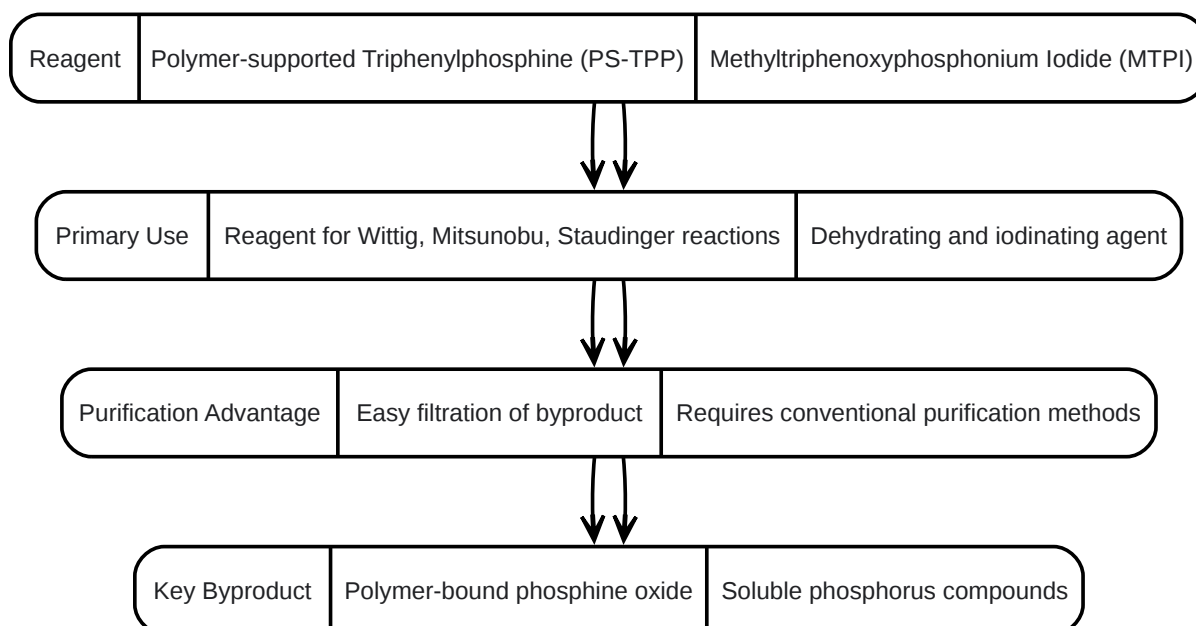 Reagent Polymer-supported Triphenylphosphine (PS-TPP) Methyltriphenoxyphosphonium Iodide (MTPI)
Primary Use Reagent for Wittig, Mitsunobu, Staudinger reactions Dehydrating and iodinating agent
Purification Advantage Easy filtration of byproduct Requires conventional purification methods
Key Byproduct Polymer-bound phosphine oxide Soluble phosphorus compounds